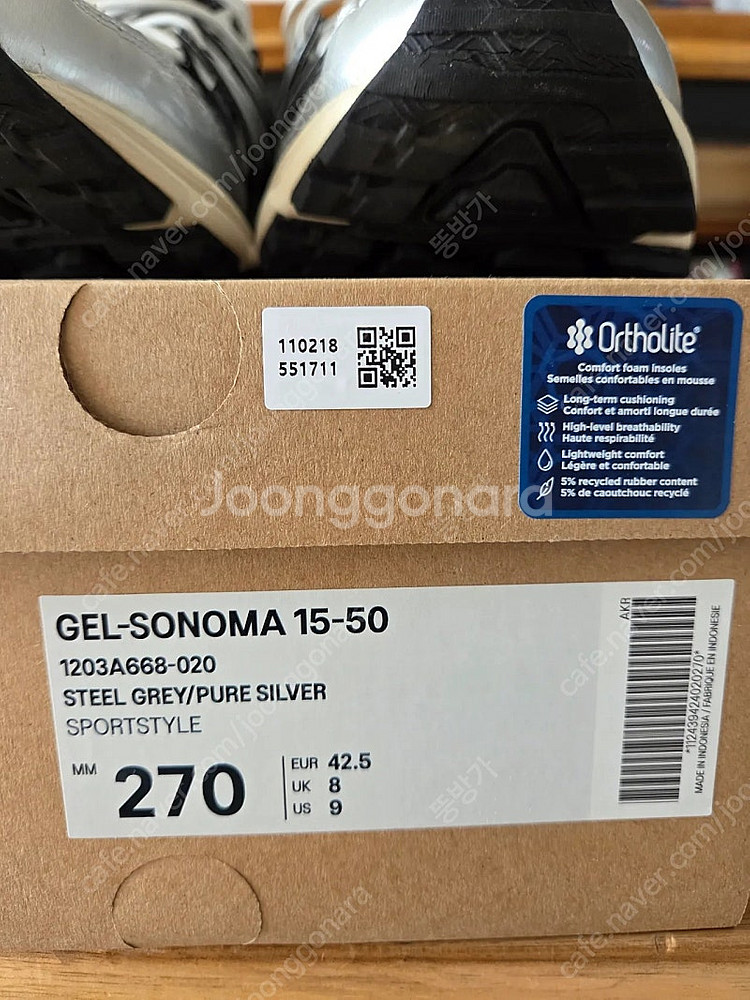 110218
551711
Ortholite®
Comfort foam insoles
Semelles confortables en mousse
Long-term cushioning
Confort et amorti longue durée
High-level breathability
Haute respirabilité
Lightweight comfort
Légère et confortable
5% recycled rubber content
5% de caoutchouc recyclé
Joonggonara
GEL-SONOMA 15-50
1203A668-020
STEEL GREY/PURE SILVER
SPORTSTYLE
MM 270
EUR 42.5
UK 8
US 9
AKR
*112439424020270*
MADE IN INDONESIA / FABRIQUE EN INDONESIE
cafe.naver.com/joonggonara
뚱방가